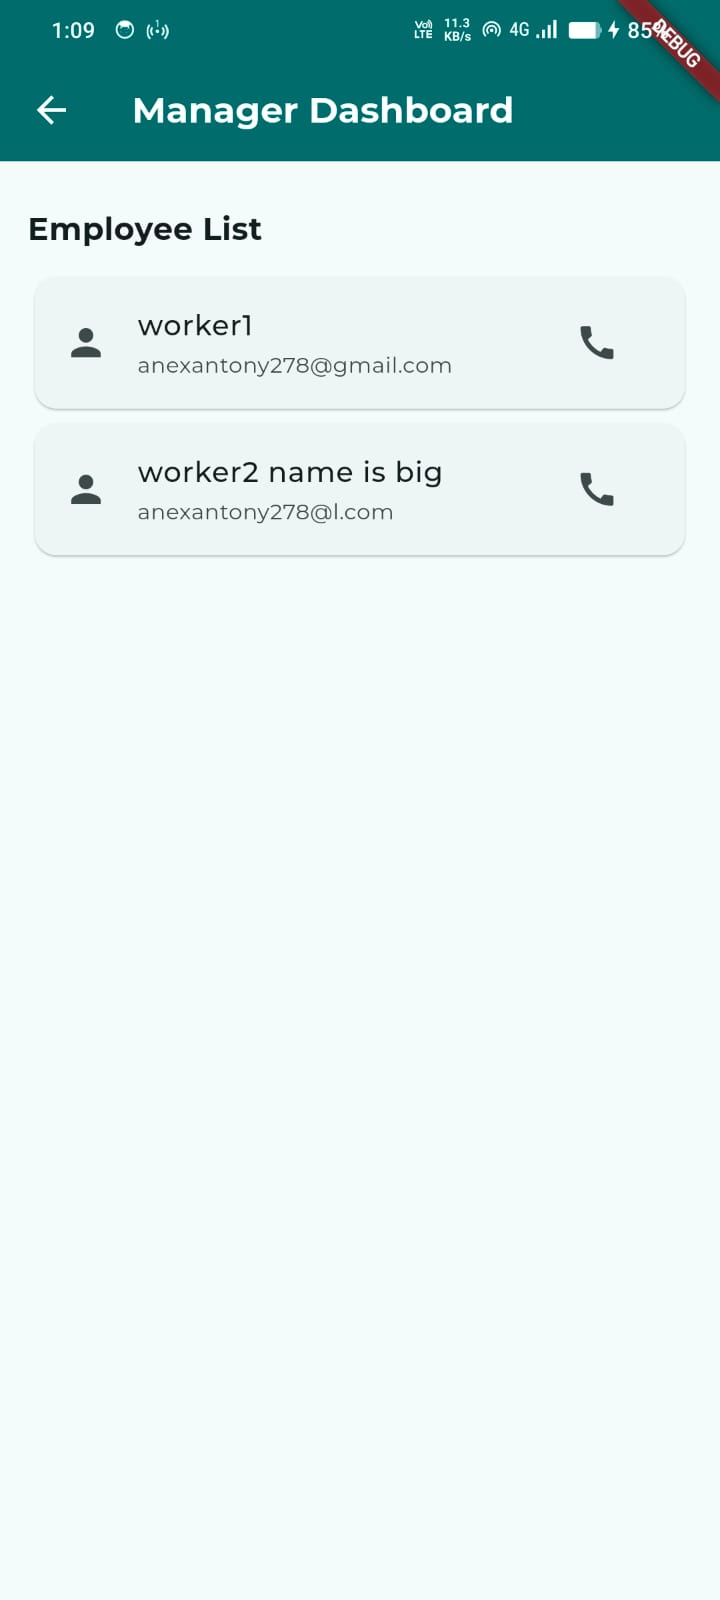 1:09 Vo)) LTE 11.3 KB/s 4G 85%
DEBUG
Manager Dashboard
Employee List
worker1
anexantony278@gmail.com
worker2 name is big
anexantony278@l.com